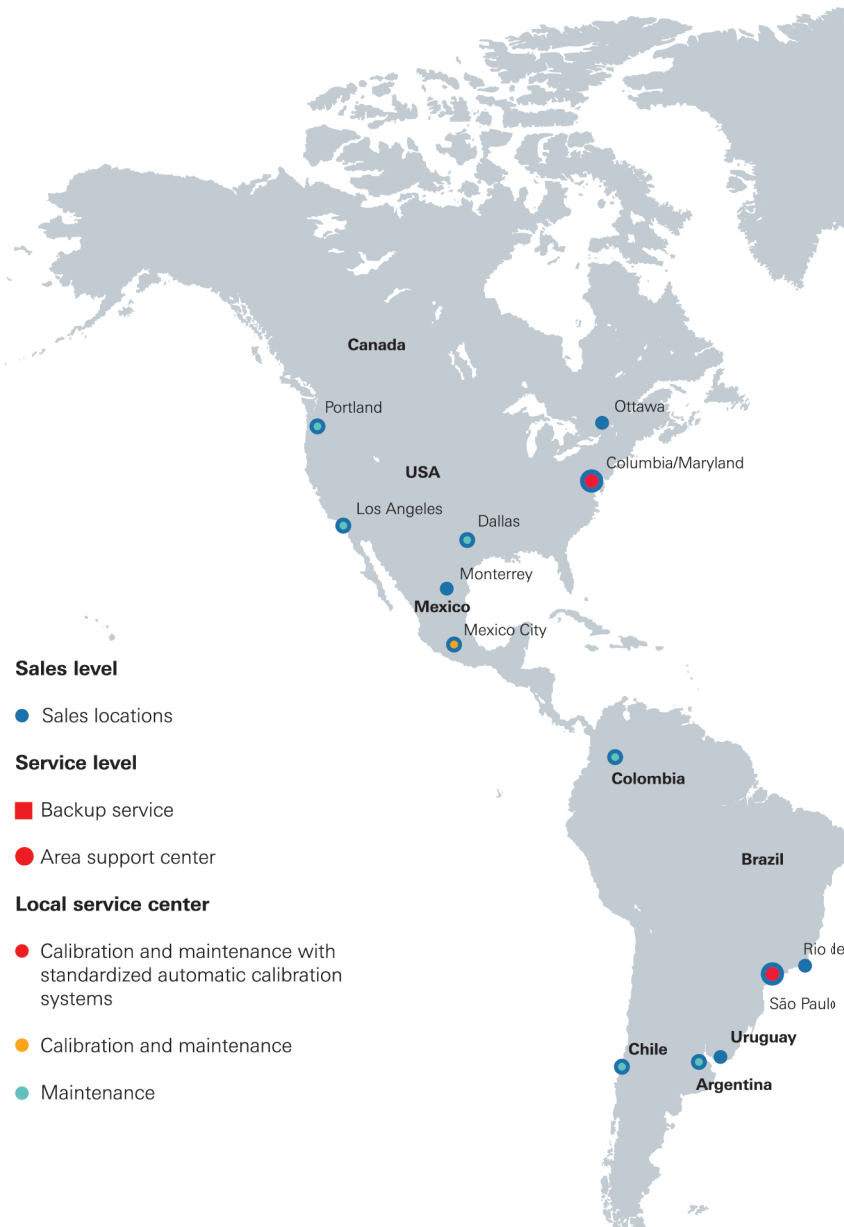 Canada
Portland
Ottawa
USA
Columbia/Maryland
Los Angeles
Dallas
Monterrey
Mexico
Mexico City
Sales level
Sales locations
Service level
Backup service
Area support center
Local service center
Calibration and maintenance with
standardized automatic calibration
systems
Calibration and maintenance
Maintenance
Colombia
Brazil
Rio de
São Paulo
Uruguay
Chile
Argentina